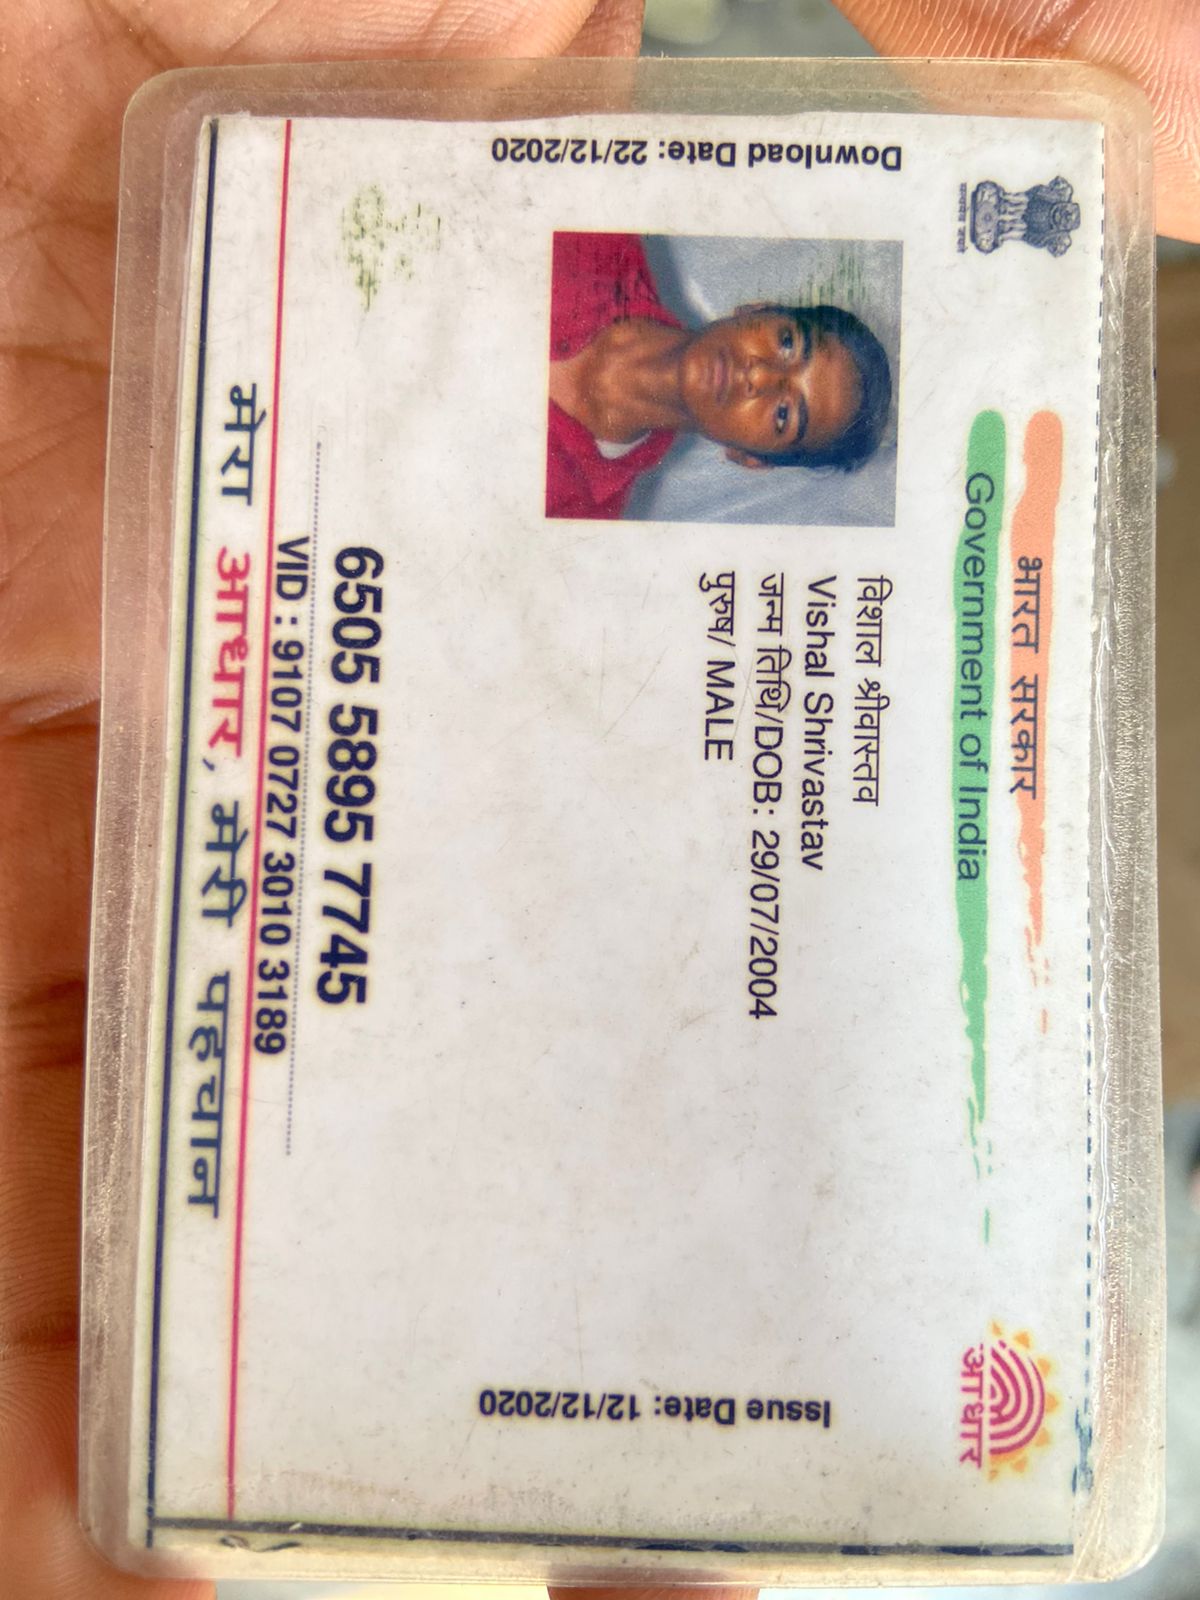 भारत सरकार
Government of India
Download Date: 22/12/2020
विशाल श्रीवास्तव
Vishal Shrivastav
जन्म तिथि/DOB: 29/07/2004
पुरुष/ MALE
Issue Date: 12/12/2020
आधार
6505 5895 7745
VID : 9107 0727 3010 3189
मेरा आधार, मेरी पहचान